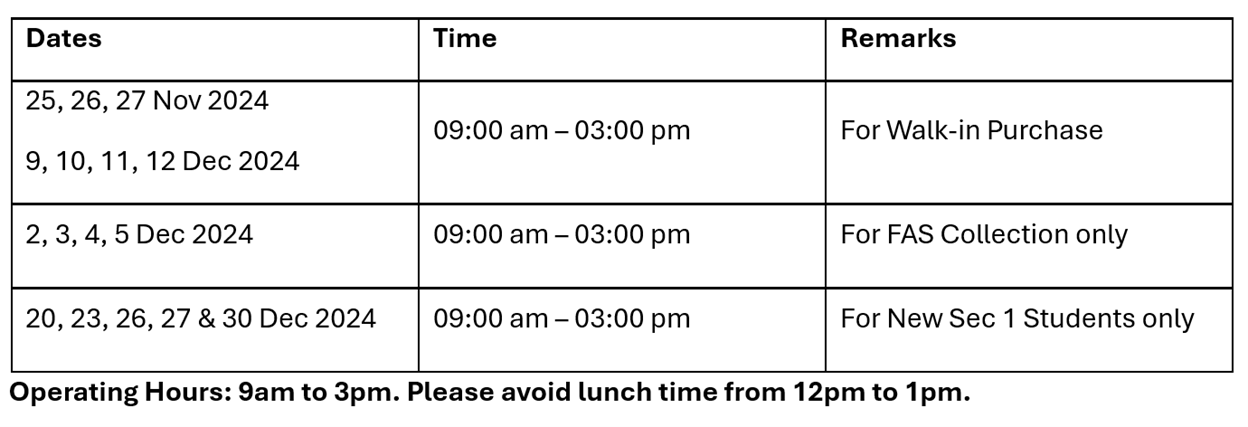 Dates Time Remarks
25, 26, 27 Nov 2024
9, 10, 11, 12 Dec 2024
09:00 am – 03:00 pm
For Walk-in Purchase
2, 3, 4, 5 Dec 2024 09:00 am – 03:00 pm For FAS Collection only
20, 23, 26, 27 & 30 Dec 2024 09:00 am – 03:00 pm For New Sec 1 Students only
Operating Hours: 9am to 3pm. Please avoid lunch time from 12pm to 1pm.